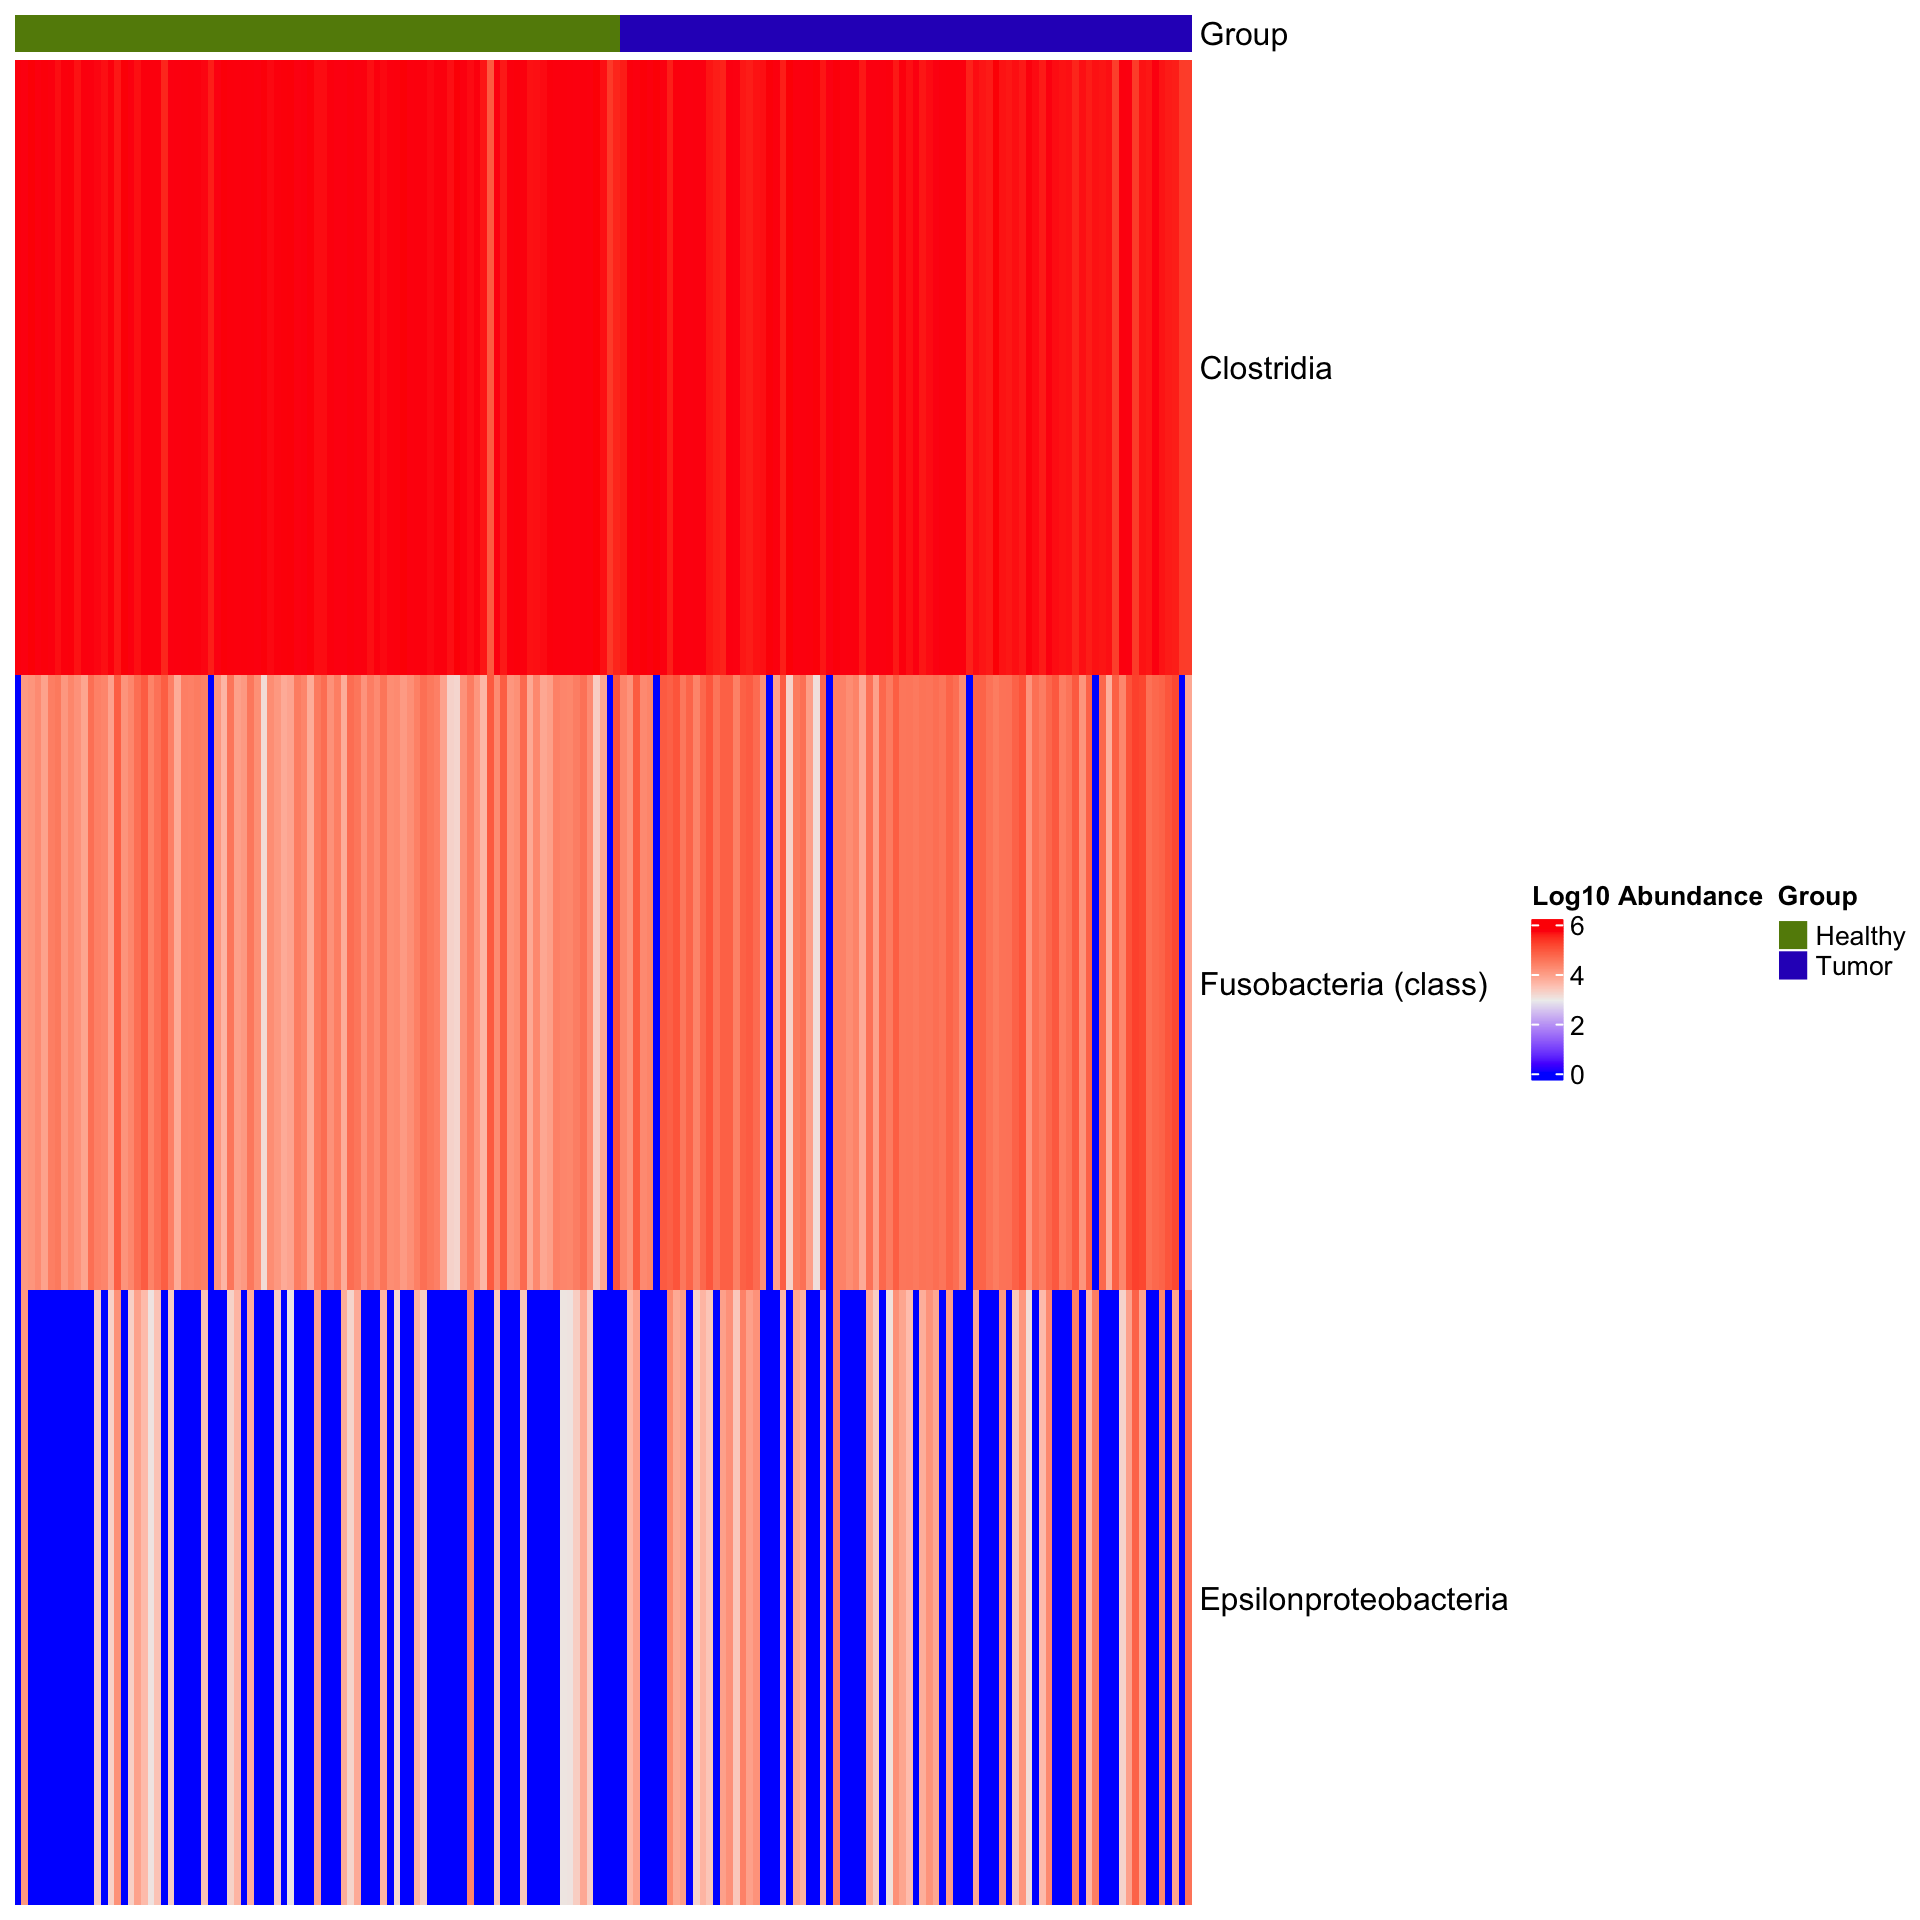 Group
Clostridia
Fusobacteria (class)
Epsilonproteobacteria
Log10 Abundance
6
4
2
0
Group
Healthy
Tumor